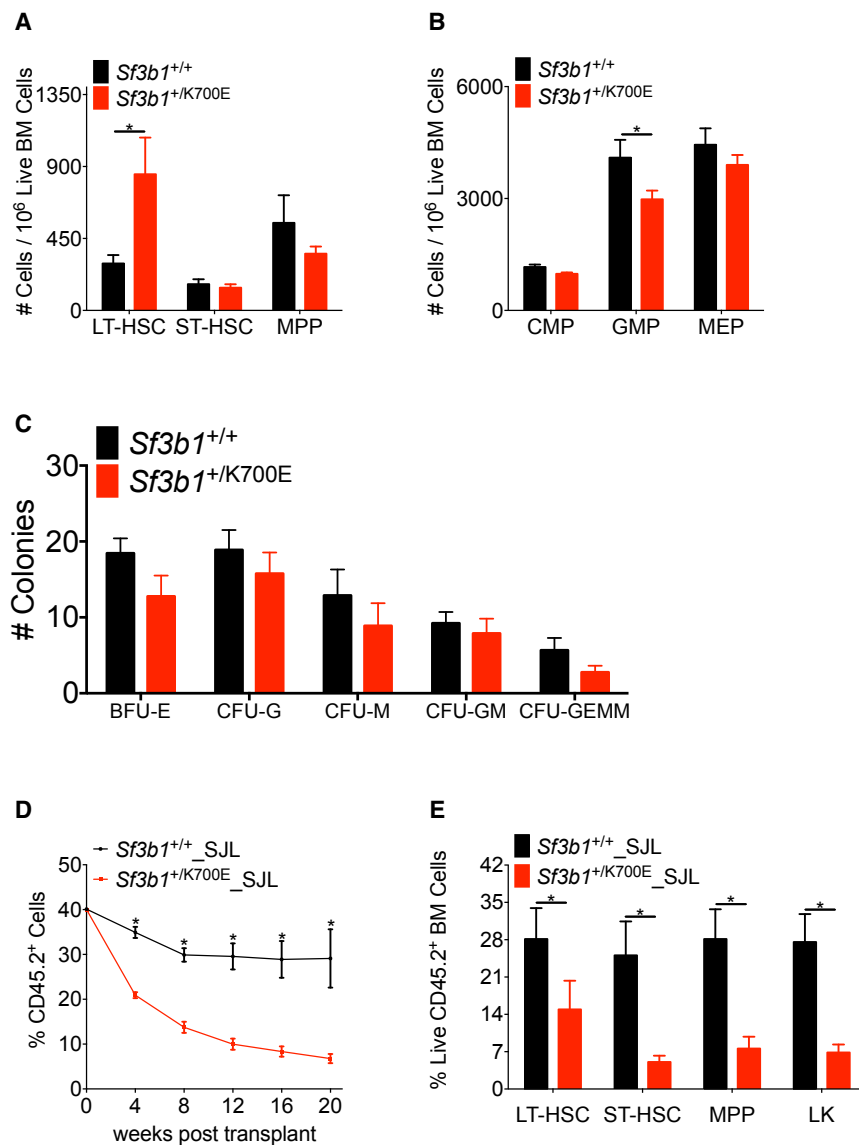 A
Sf3b1+/+
Sf3b1+/K700E
# Cells / 10⁶ Live BM Cells
1350
900
450
0
*
LT-HSC ST-HSC MPP
B
Sf3b1+/+
Sf3b1+/K700E
# Cells / 10⁶ Live BM Cells
6000
3000
0
*
CMP GMP MEP
C
Sf3b1+/+
Sf3b1+/K700E
# Colonies
30
20
10
0
BFU-E CFU-G CFU-M CFU-GM CFU-GEMM
D
Sf3b1+/+_SJL
Sf3b1+/K700E_SJL
% CD45.2+ Cells
50
40
30
20
10
0
* * * * *
0 4 8 12 16 20
weeks post transplant
E
Sf3b1+/+_SJL
Sf3b1+/K700E_SJL
% Live CD45.2+ BM Cells
42
35
28
21
14
7
0
* * * *
LT-HSC ST-HSC MPP LK